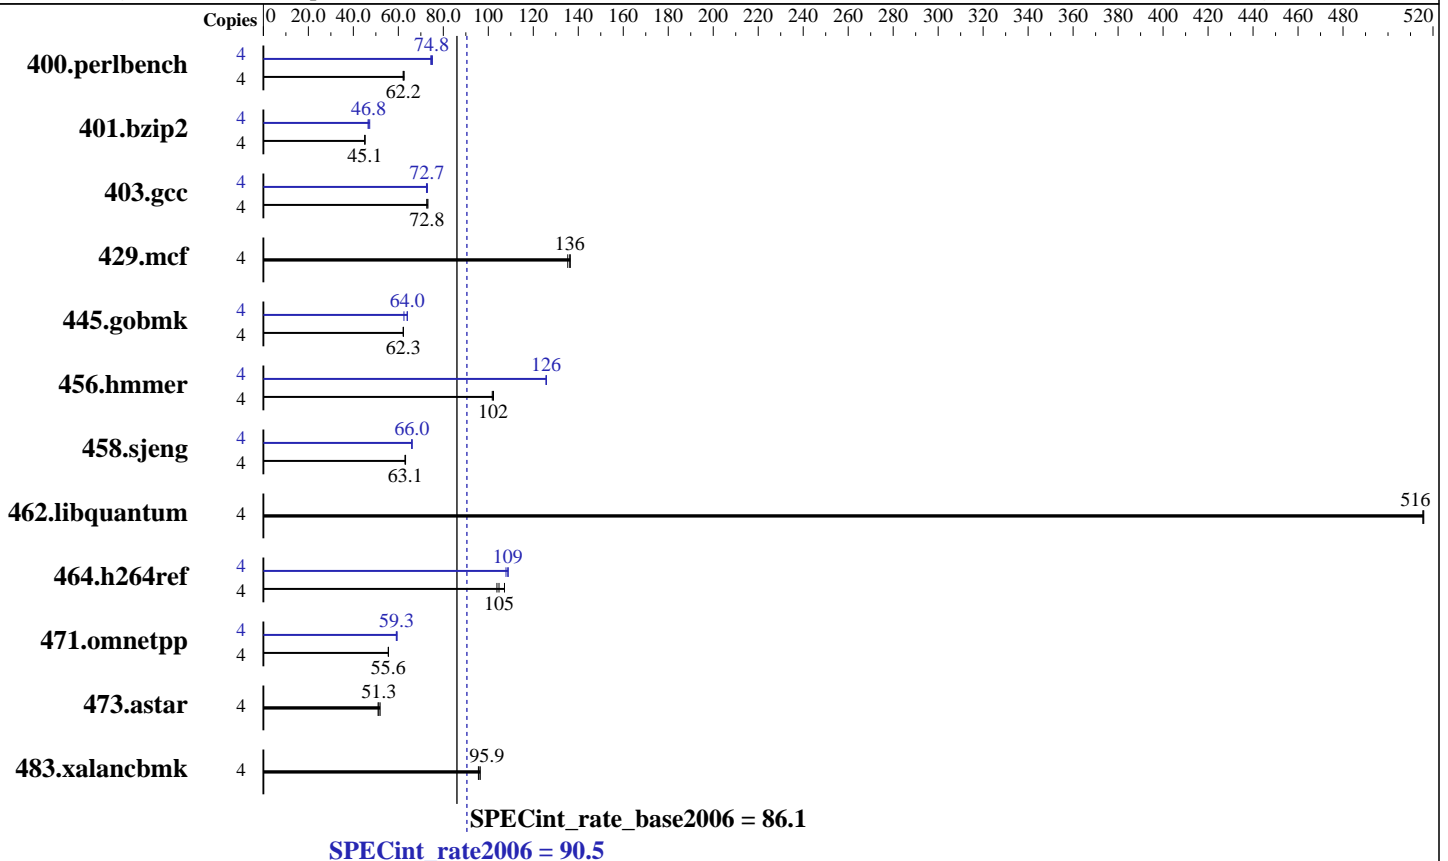 Copies 0 20.0 40.0 60.0 80.0 100 120 140 160 180 200 220 240 260 280 300 320 340 360 380 400 420 440 460 480 520
400.perlbench 4 74.8
4 62.2
401.bzip2 4 46.8
4 45.1
403.gcc 4 72.7
4 72.8
429.mcf 4 136
445.gobmk 4 64.0
4 62.3
456.hmmer 4 126
4 102
458.sjeng 4 66.0
4 63.1
462.libquantum 4 516
464.h264ref 4 109
4 105
471.omnetpp 4 59.3
4 55.6
473.astar 4 51.3
483.xalancbmk 4 95.9
SPECint_rate_base2006 = 86.1
SPECint_rate2006 = 90.5